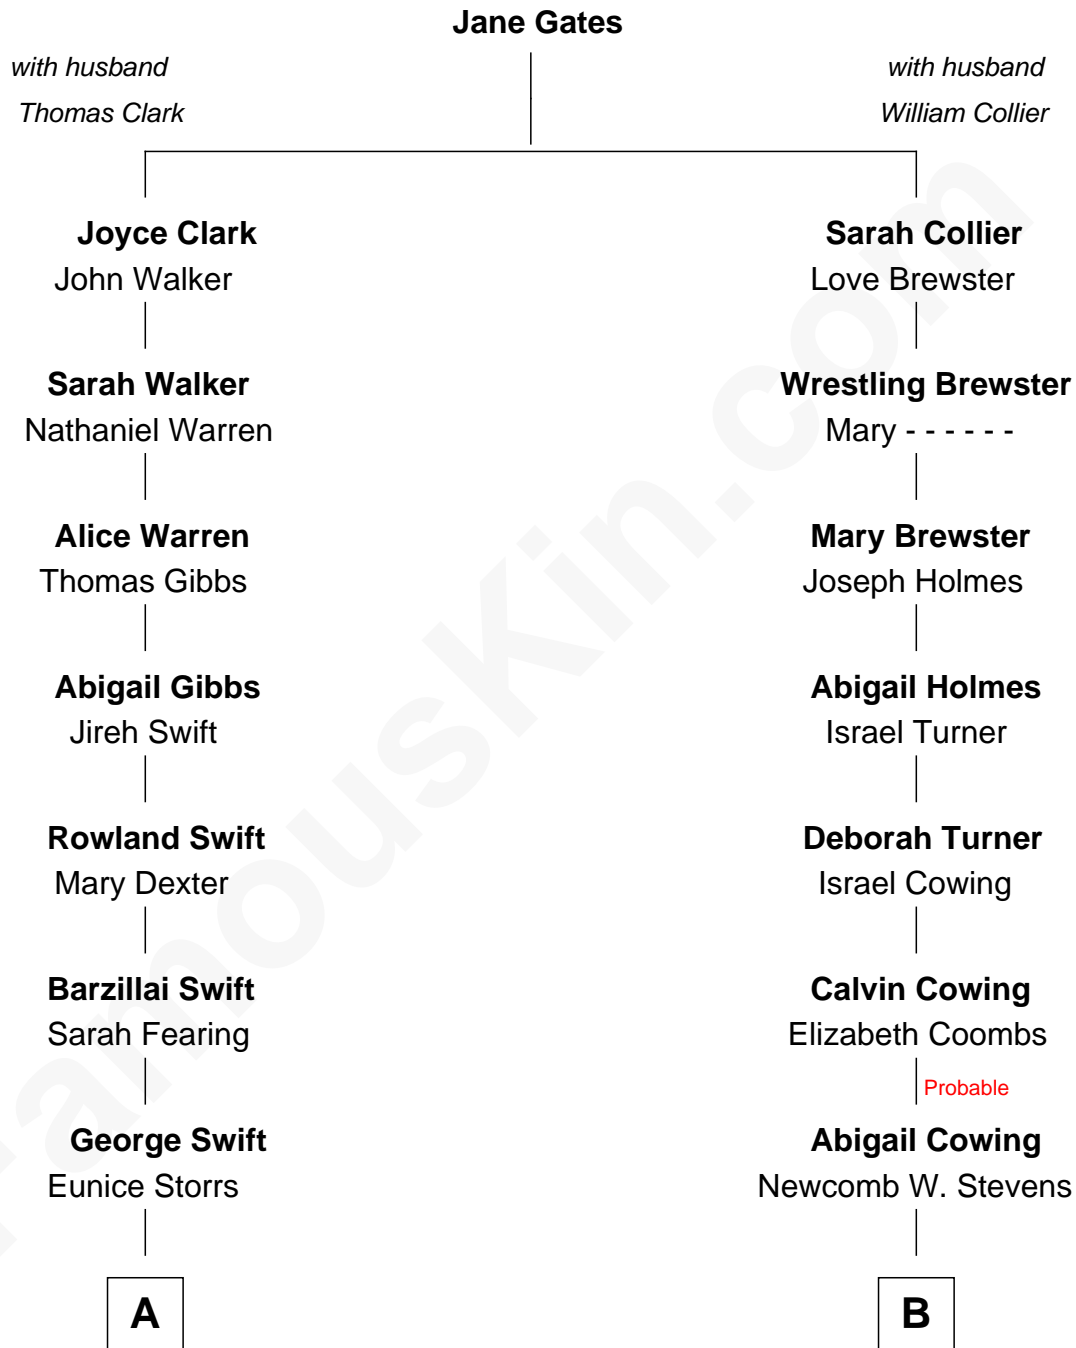 Jane Gates
with husband
Thomas Clark
with husband
William Collier
Joyce Clark
John Walker
Sarah Collier
Love Brewster
Sarah Walker
Nathaniel Warren
Wrestling Brewster
Mary - - - - - -
Alice Warren
Thomas Gibbs
Mary Brewster
Joseph Holmes
Abigail Gibbs
Jireh Swift
Abigail Holmes
Israel Turner
Rowland Swift
Mary Dexter
Deborah Turner
Israel Cowing
Barzillai Swift
Sarah Fearing
Calvin Cowing
Elizabeth Coombs
Probable
George Swift
Eunice Storrs
Abigail Cowing
Newcomb W. Stevens
A
B
FamousKin.com